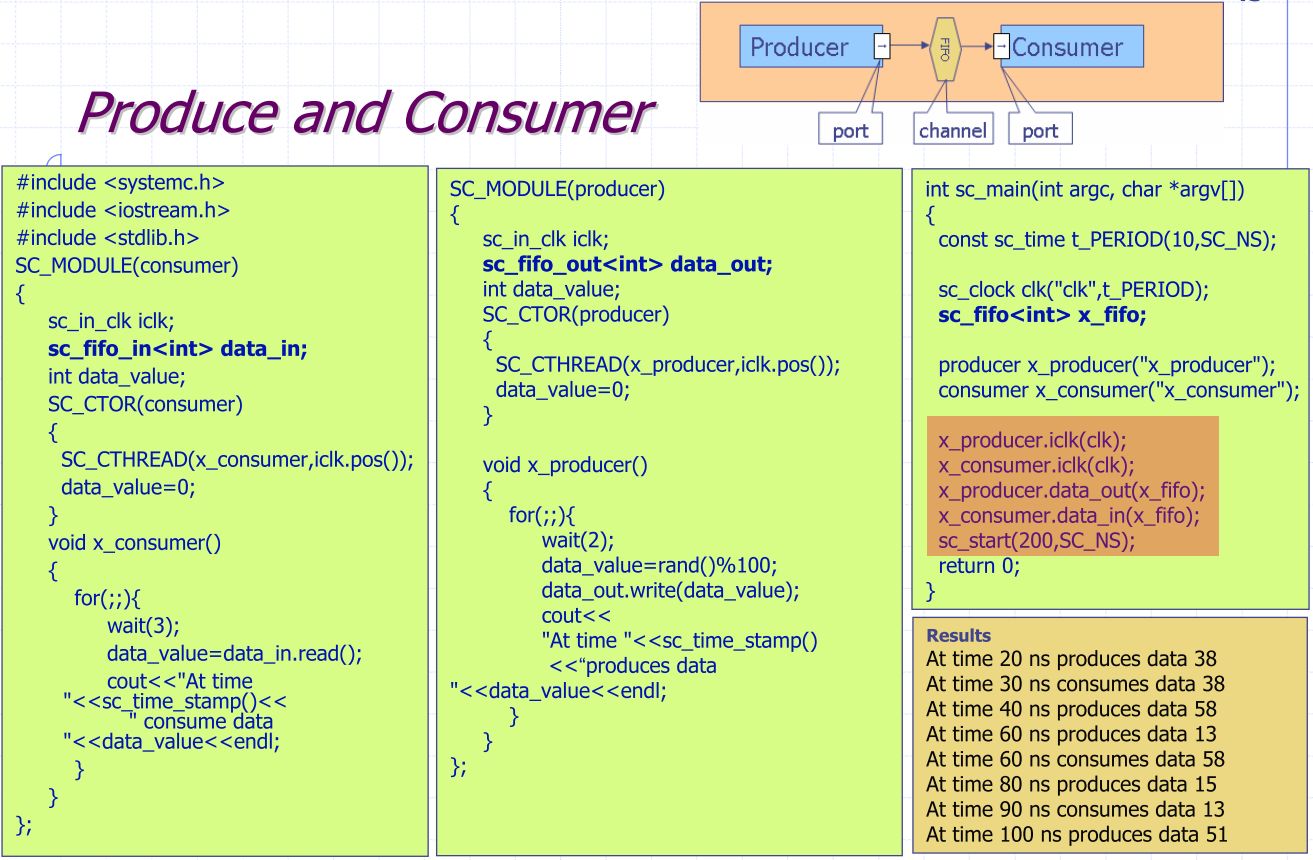 Producer
FIFO
Consumer
port
channel
port
Produce and Consumer
#include <systemc.h>
#include <iostream.h>
#include <stdlib.h>
SC_MODULE(consumer)
{
sc_in_clk iclk;
sc_fifo_in<int> data_in;
int data_value;
SC_CTOR(consumer)
{
SC_CTHREAD(x_consumer,iclk.pos());
data_value=0;
}
void x_consumer()
{
for(;;){
wait(3);
data_value=data_in.read();
cout<<"At time
"<<sc_time_stamp()<<
" consume data
"<<data_value<<endl;
}
}
};
SC_MODULE(producer)
{
sc_in_clk iclk;
sc_fifo_out<int> data_out;
int data_value;
SC_CTOR(producer)
{
SC_CTHREAD(x_producer,iclk.pos());
data_value=0;
}
void x_producer()
{
for(;;){
wait(2);
data_value=rand()%100;
data_out.write(data_value);
cout<<
"At time "<<sc_time_stamp()
<<“produces data
"<<data_value<<endl;
}
}
};
int sc_main(int argc, char *argv[])
{
const sc_time t_PERIOD(10,SC_NS);
sc_clock clk("clk",t_PERIOD);
sc_fifo<int> x_fifo;
producer x_producer("x_producer");
consumer x_consumer("x_consumer");
x_producer.iclk(clk);
x_consumer.iclk(clk);
x_producer.data_out(x_fifo);
x_consumer.data_in(x_fifo);
sc_start(200,SC_NS);
return 0;
}
Results
At time 20 ns produces data 38
At time 30 ns consumes data 38
At time 40 ns produces data 58
At time 60 ns produces data 13
At time 60 ns consumes data 58
At time 80 ns produces data 15
At time 90 ns consumes data 13
At time 100 ns produces data 51